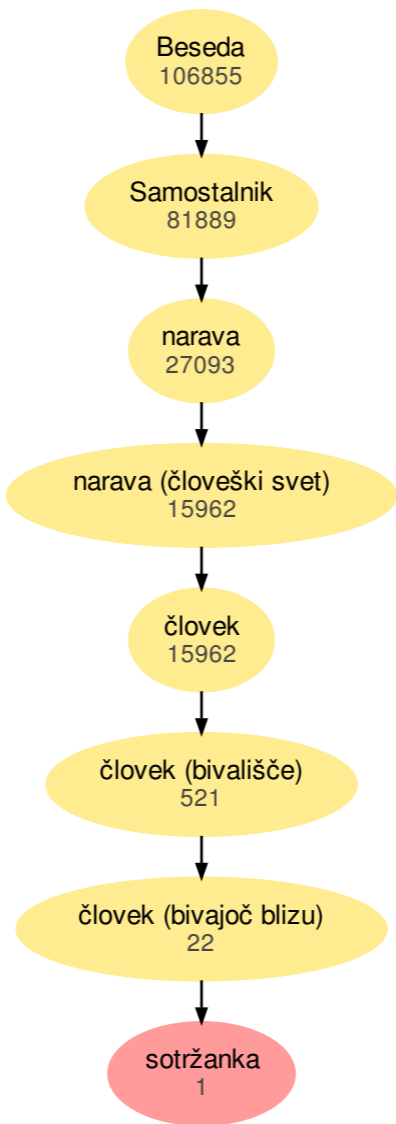 Beseda
106855
Samostalnik
81889
narava
27093
narava (človeški svet)
15962
človek
15962
človek (bivališče)
521
človek (bivajoč blizu)
22
sotržanka
1